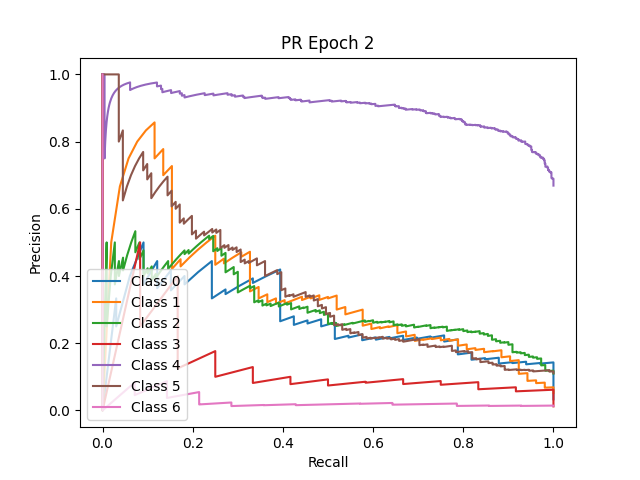 PR Epoch 2
1.0
0.8
0.6
0.4
0.2
0.0
Precision
Class 0
Class 1
Class 2
Class 3
Class 4
Class 5
Class 6
0.0 0.2 0.4 0.6 0.8 1.0
Recall